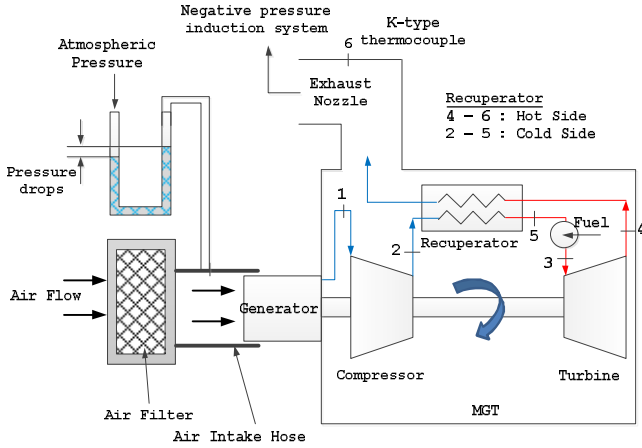 Negative pressure
induction system
K-type
thermocouple
6
Atmospheric
Pressure
Exhaust
Nozzle
Recuperator
4 - 6 : Hot Side
2 - 5 : Cold Side
Pressure
drops
1
Fuel
2
5
4
Recuperator
3
Air Flow
Generator
Compressor
Turbine
Air Filter
MGT
Air Intake Hose